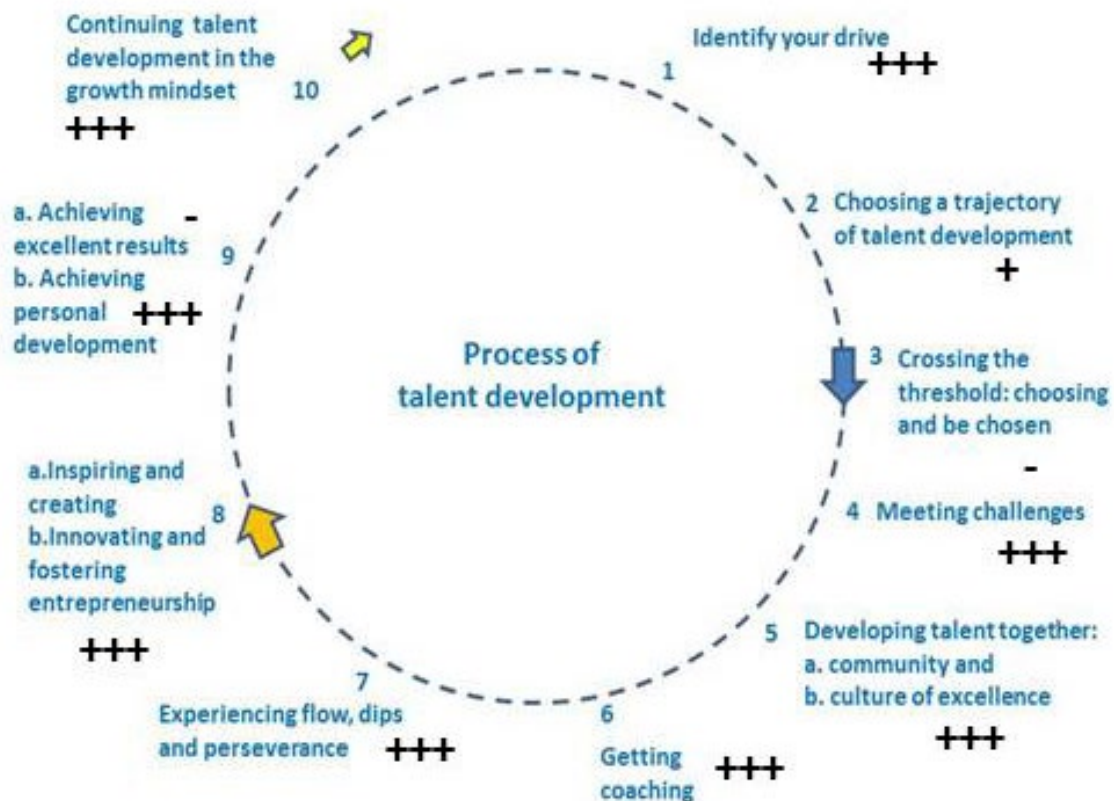 Process of
talent development
1
Identify your drive
+++
2 Choosing a trajectory
of talent development
+
3 Crossing the
threshold: choosing
and be chosen
-
4 Meeting challenges
+++
5 Developing talent together:
a. community and
b. culture of excellence
+++
6
Getting
coaching
+++
7
Experiencing flow, dips
and perseverance
+++
8
a.Inspiring and
creating
b.Innovating and
fostering
entrepreneurship
+++
9
a. Achieving
excellent results
-
b. Achieving
personal
development
+++
10
Continuing talent
development in the
growth mindset
+++